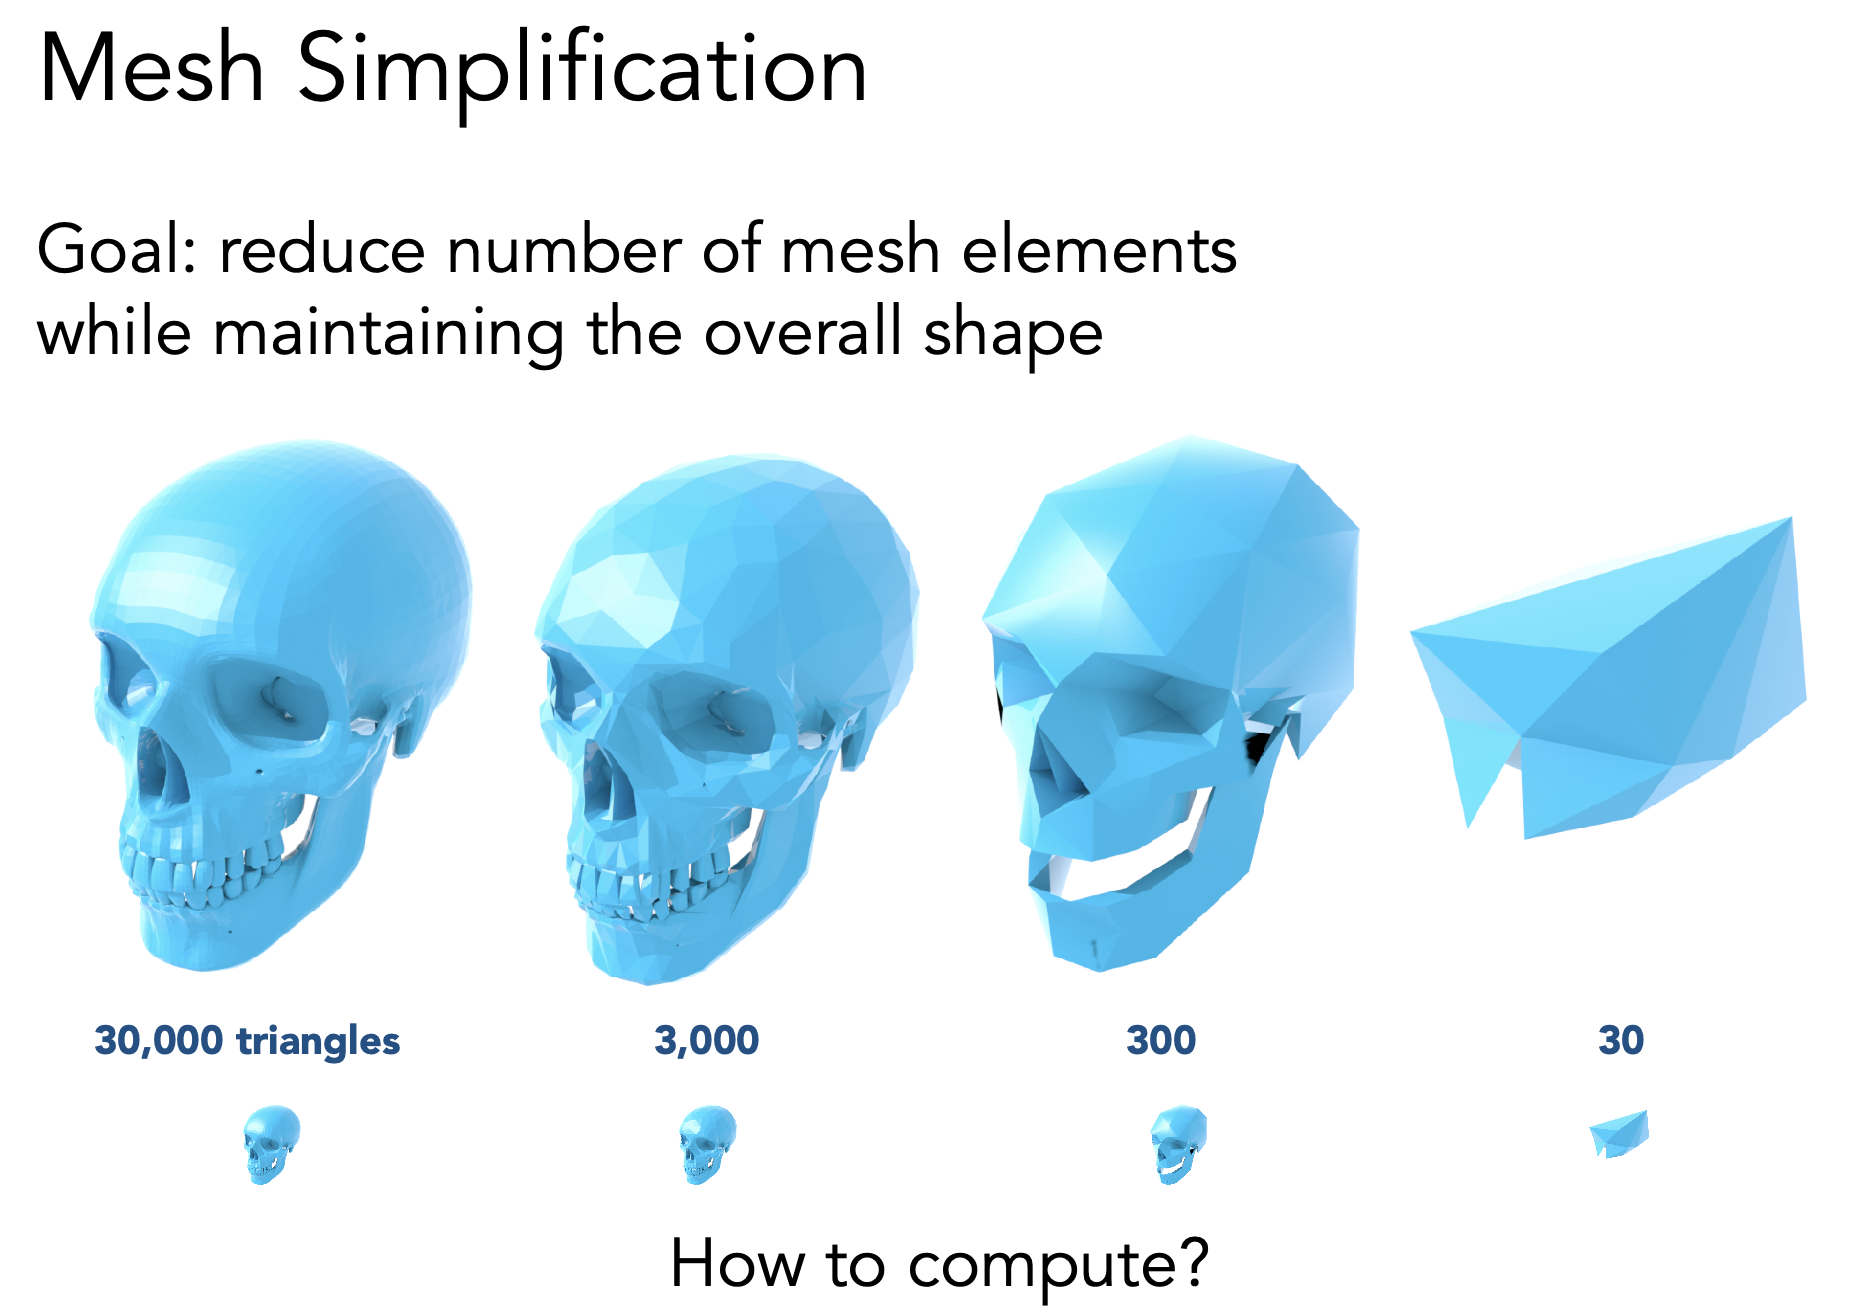 Mesh Simplification
Goal: reduce number of mesh elements
while maintaining the overall shape
30,000 triangles
3,000
300
30
How to compute?